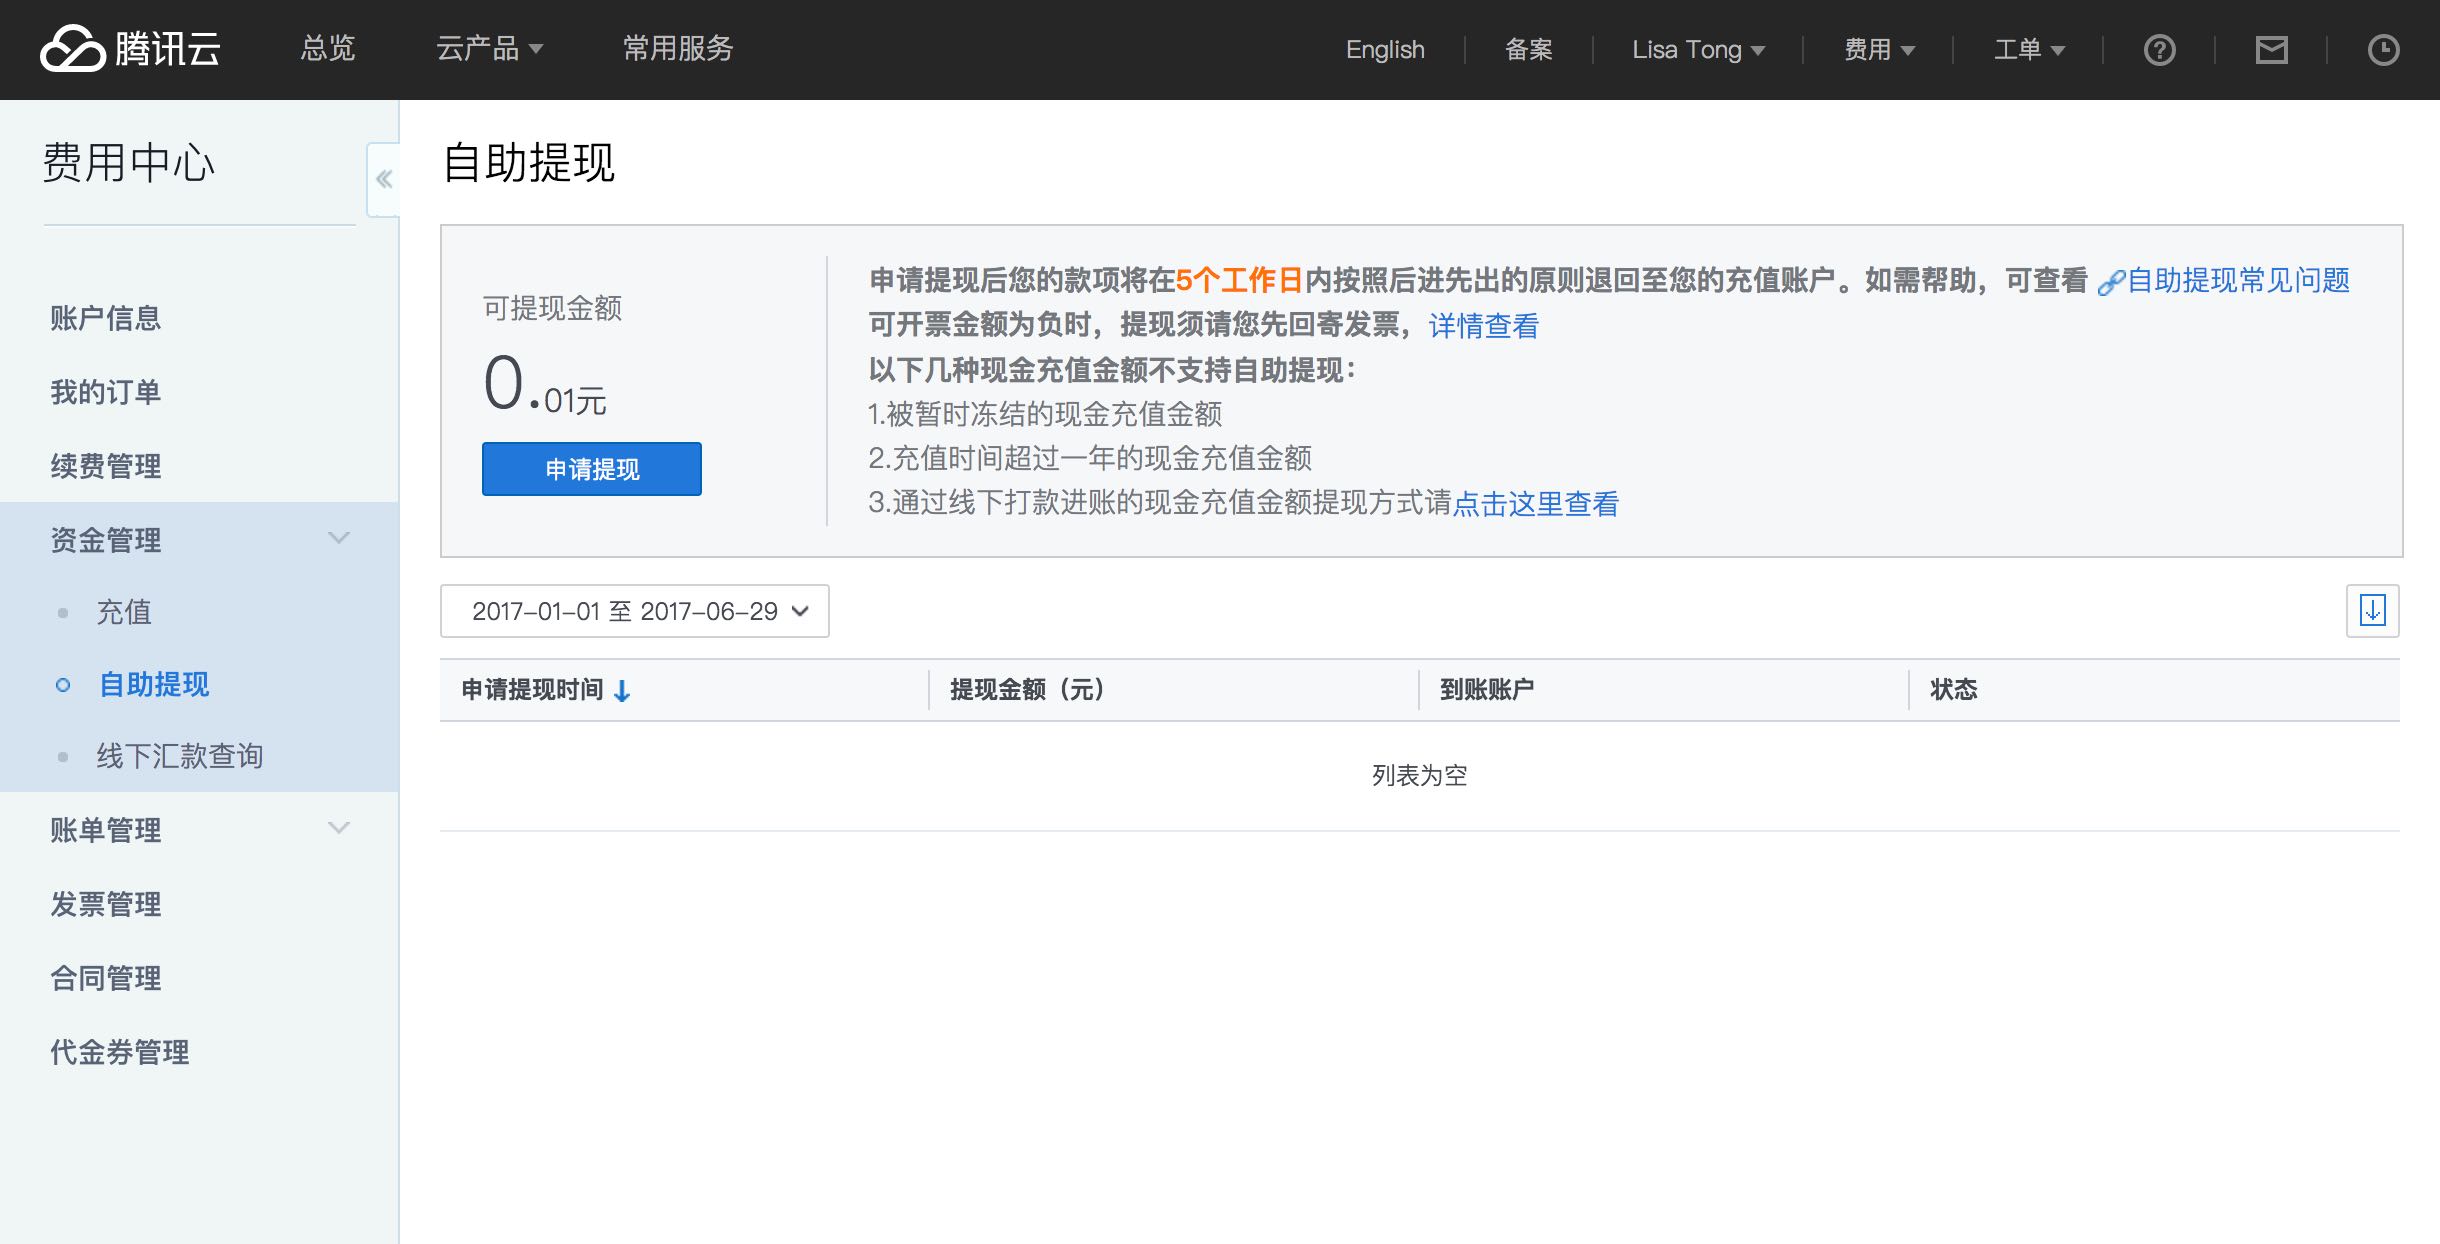 腾讯云
总览
云产品
常用服务
English
备案
Lisa Tong
费用
工单
费用中心
账户信息
我的订单
续费管理
资金管理
充值
自助提现
线下汇款查询
账单管理
发票管理
合同管理
代金券管理
自助提现
可提现金额
0.01元
申请提现
申请提现后您的款项将在5个工作日内按照后进先出的原则退回至您的充值账户。如需帮助，可查看 自助提现常见问题
可开票金额为负时，提现须请您先回寄发票，详情查看
以下几种现金充值金额不支持自助提现：
1.被暂时冻结的现金充值金额
2.充值时间超过一年的现金充值金额
3.通过线下打款进账的现金充值金额提现方式请点击这里查看
2017-01-01 至 2017-06-29
申请提现时间
提现金额（元）
到账账户
状态
列表为空